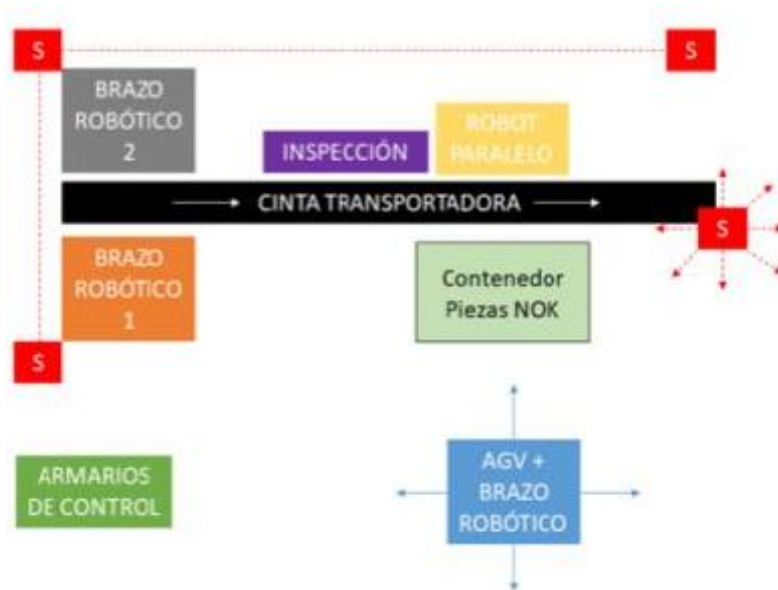 S
S
BRAZO
ROBÓTICO
2
INSPECCIÓN
ROBOT
PARALELO
CINTA TRANSPORTADORA
S
BRAZO
ROBÓTICO
1
Contenedor
Piezas NOK
S
ARMARIOS
DE CONTROL
AGV +
BRAZO
ROBÓTICO